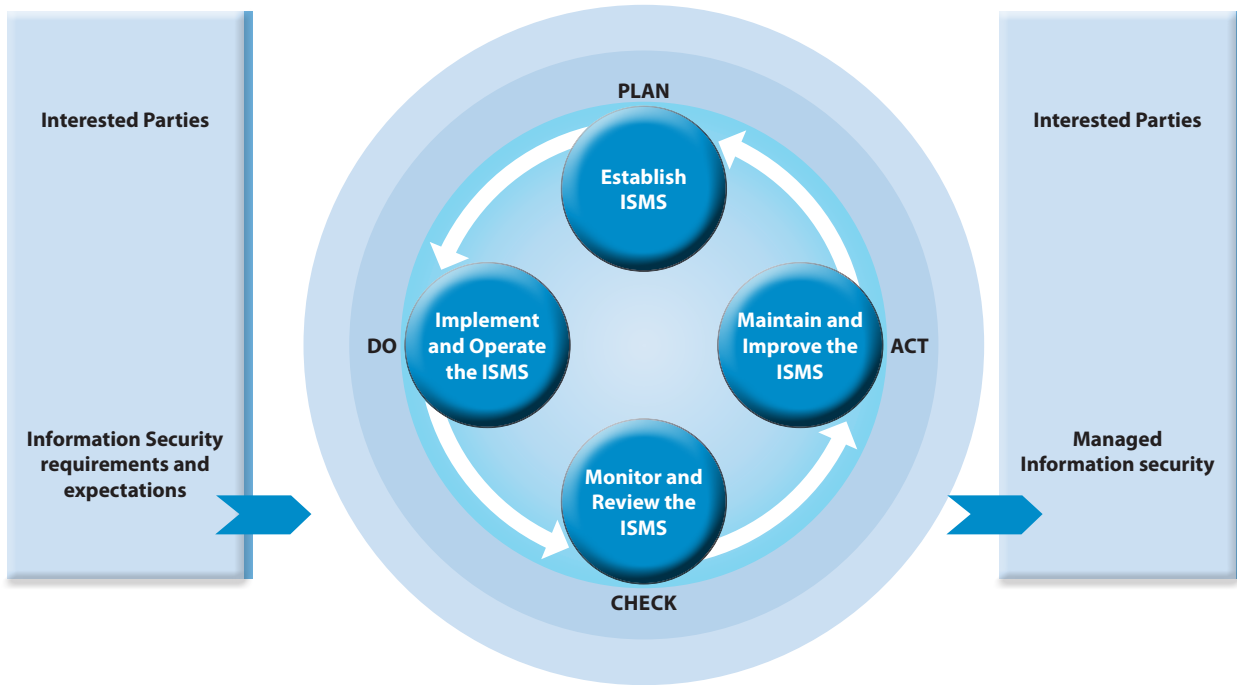 Interested Parties
Information Security
requirements and
expectations
PLAN
Establish
ISMS
DO
Implement
and Operate
the ISMS
Maintain and
Improve the
ISMS
ACT
Monitor and
Review the
ISMS
CHECK
Interested Parties
Managed
Information security